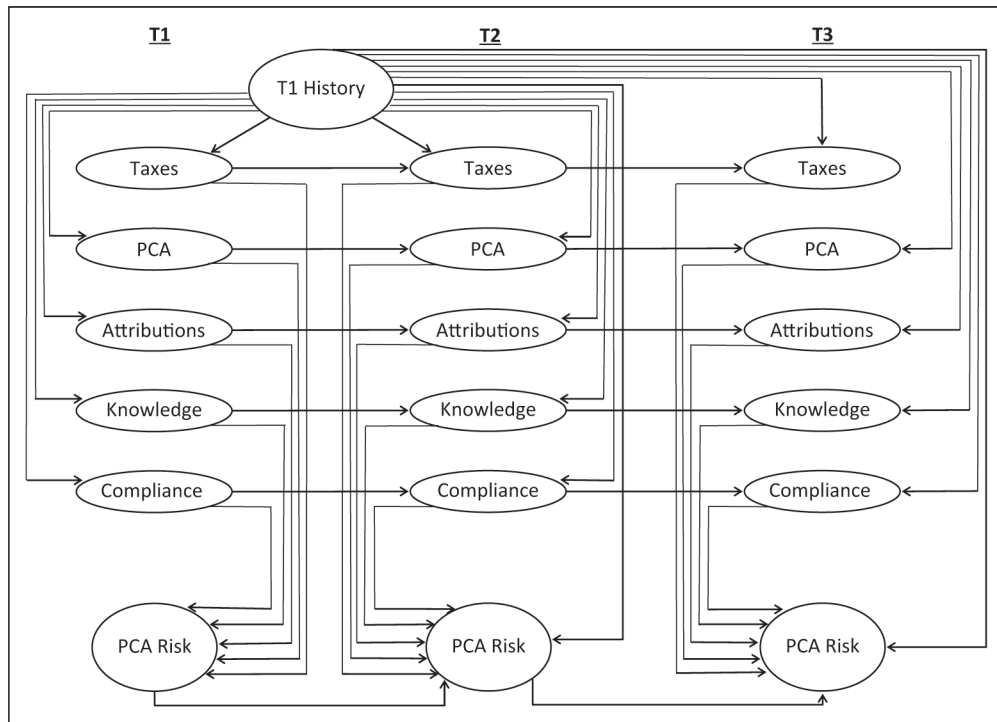 T1 T2 T3
T1 History
Taxes Taxes Taxes
PCA PCA PCA
Attributions Attributions Attributions
Knowledge Knowledge Knowledge
Compliance Compliance Compliance
PCA Risk PCA Risk PCA Risk